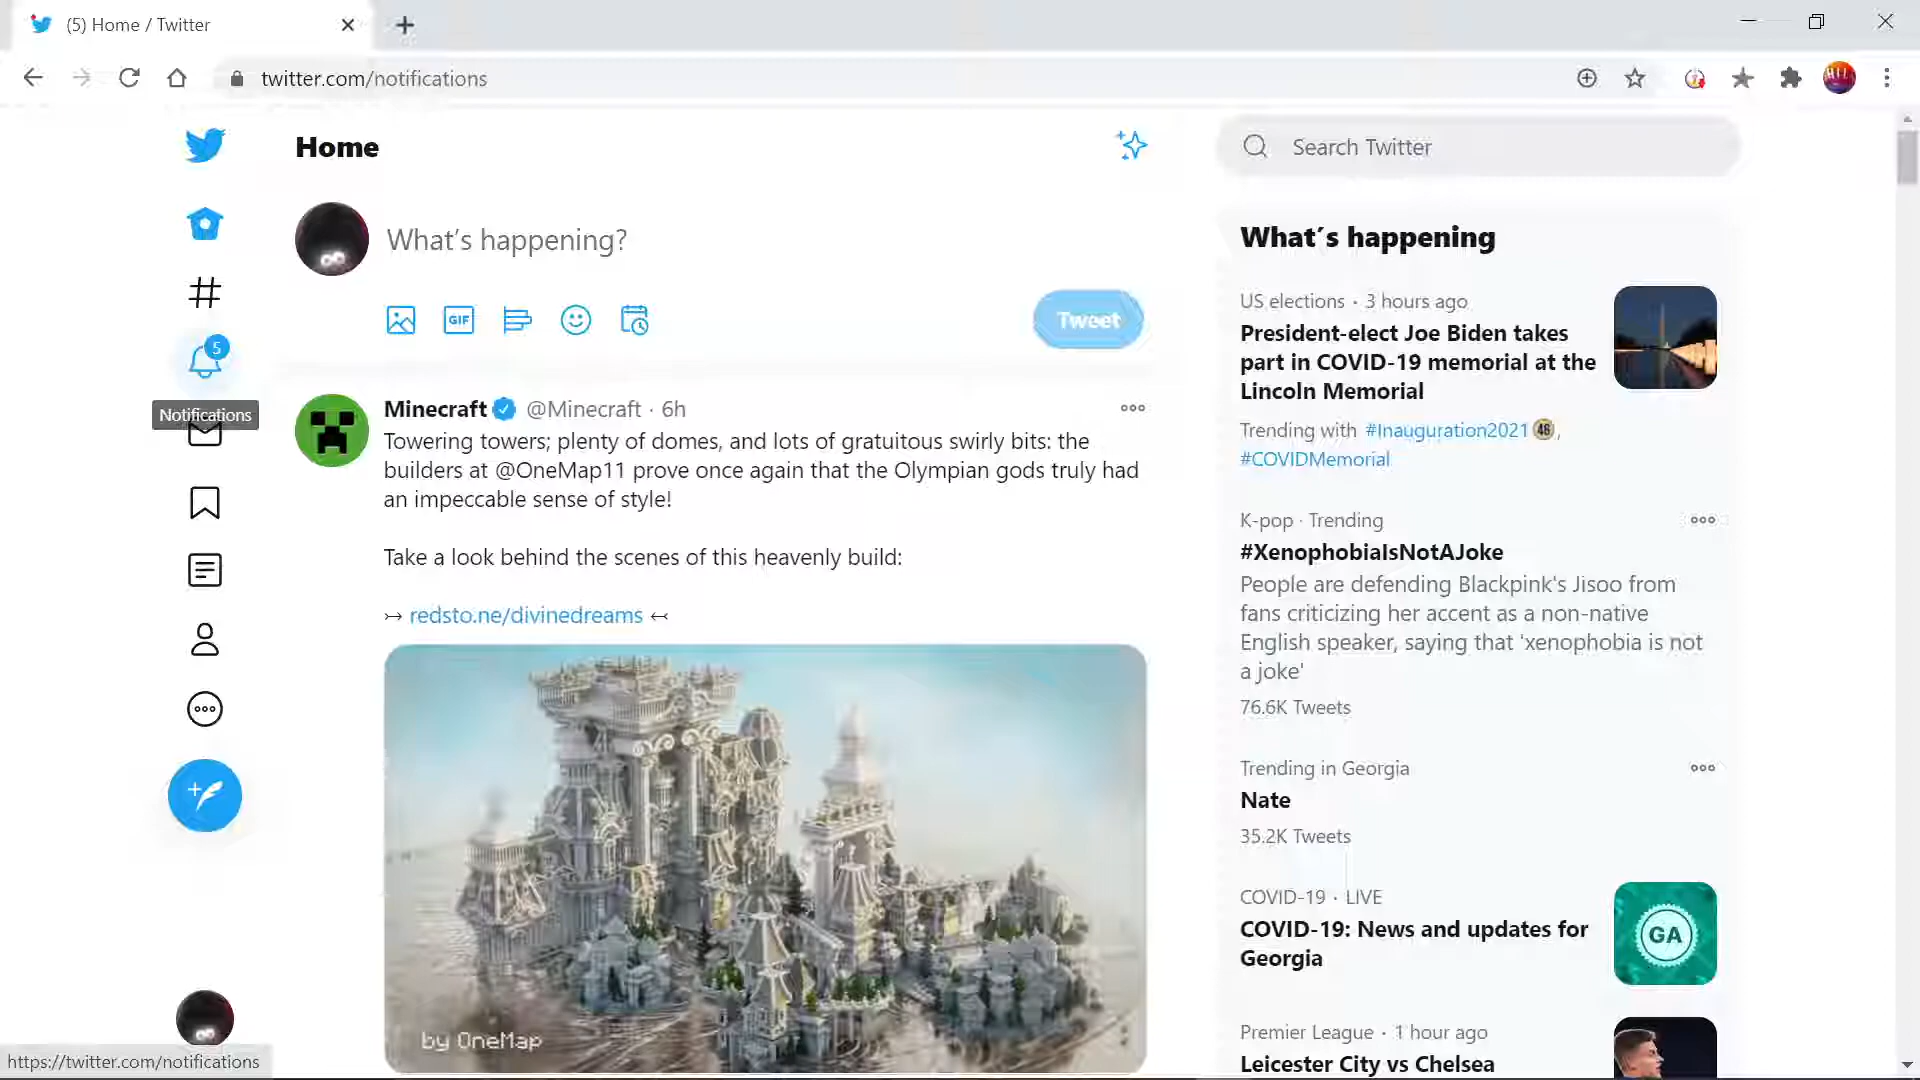 (5) Home / Twitter
twitter.com/notifications
Home
What's happening?
GIF
Tweet
5
Notifications
Minecraft @Minecraft · 6h
Towering towers; plenty of domes, and lots of gratuitous swirly bits: the
builders at @OneMap11 prove once again that the Olympian gods truly had
an impeccable sense of style!
Take a look behind the scenes of this heavenly build:
↣ redsto.ne/divinedreams ↢
by OneMap
Search Twitter
What's happening
US elections · 3 hours ago
President-elect Joe Biden takes
part in COVID-19 memorial at the
Lincoln Memorial
Trending with #Inauguration2021 46,
#COVIDMemorial
K-pop · Trending
#XenophobiaIsNotAJoke
People are defending Blackpink's Jisoo from
fans criticizing her accent as a non-native
English speaker, saying that 'xenophobia is not
a joke'
76.6K Tweets
Trending in Georgia
Nate
35.2K Tweets
COVID-19 · LIVE
COVID-19: News and updates for
Georgia
GA
Premier League · 1 hour ago
Leicester City vs Chelsea
https://twitter.com/notifications